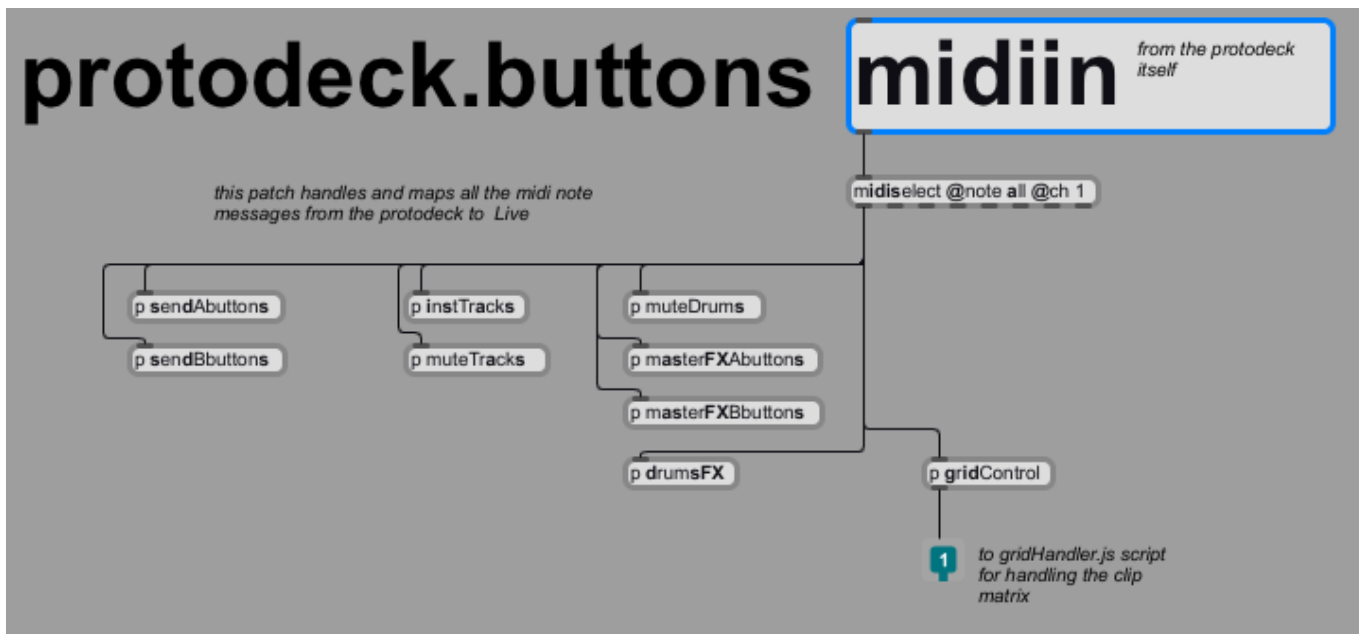 protodeck.buttons
midiin
from the protodeck
itself
this patch handles and maps all the midi note
messages from the protodeck to Live
midiselect @note all @ch 1
p sendAbuttons
p instTracks
p muteDrums
p sendBbuttons
p muteTracks
p masterFXAbuttons
p masterFXBbuttons
p drumsFX
p gridControl
1
to gridHandler.js script
for handling the clip
matrix